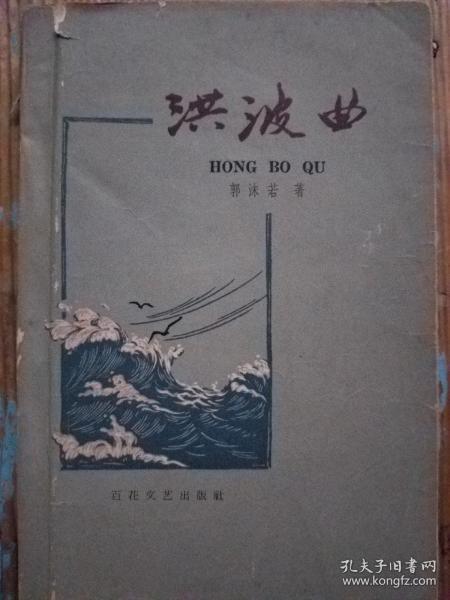 洪波曲
HONG BO QU
郭沫若 著
百花文艺出版社
孔夫子旧书网
www.kongfz.com